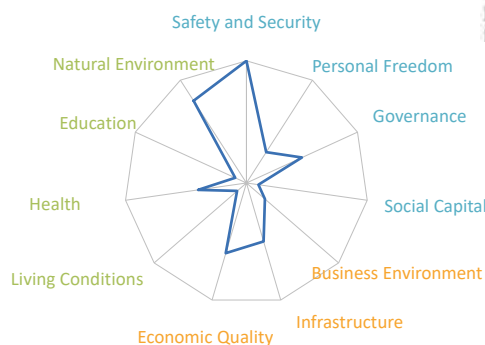 Safety and Security
Natural Environment
Personal Freedom
Education
Governance
Health
Social Capital
Living Conditions
Business Environment
Economic Quality
Infrastructure